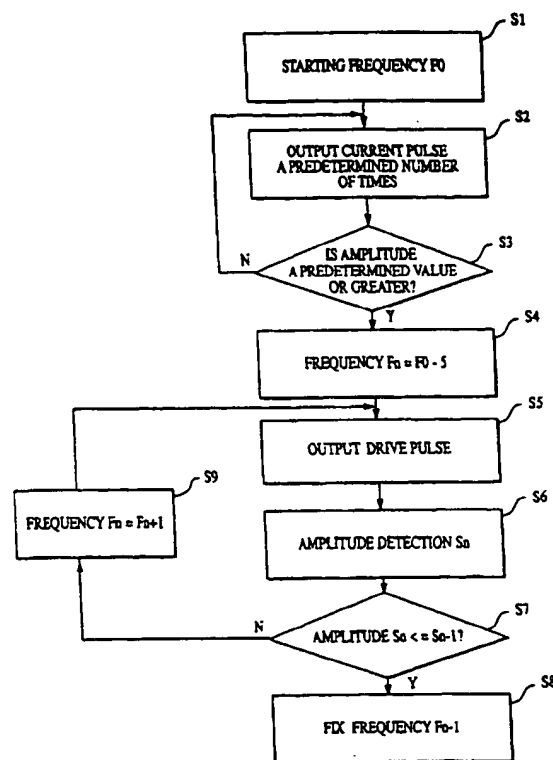 S1
STARTING FREQUENCY F0
S2
OUTPUT CURRENT PULSE
A PREDETERMINED NUMBER
OF TIMES
S3
IS AMPLITUDE
A PREDETERMINED VALUE
OR GREATER?
N
Y
S4
FREQUENCY Fn = F0 - 5
S5
OUTPUT DRIVE PULSE
S9
FREQUENCY Fn = Fn+1
S6
AMPLITUDE DETECTION Sn
S7
AMPLITUDE Sn < = Sn-1?
N
Y
S8
FIX FREQUENCY Fn-1